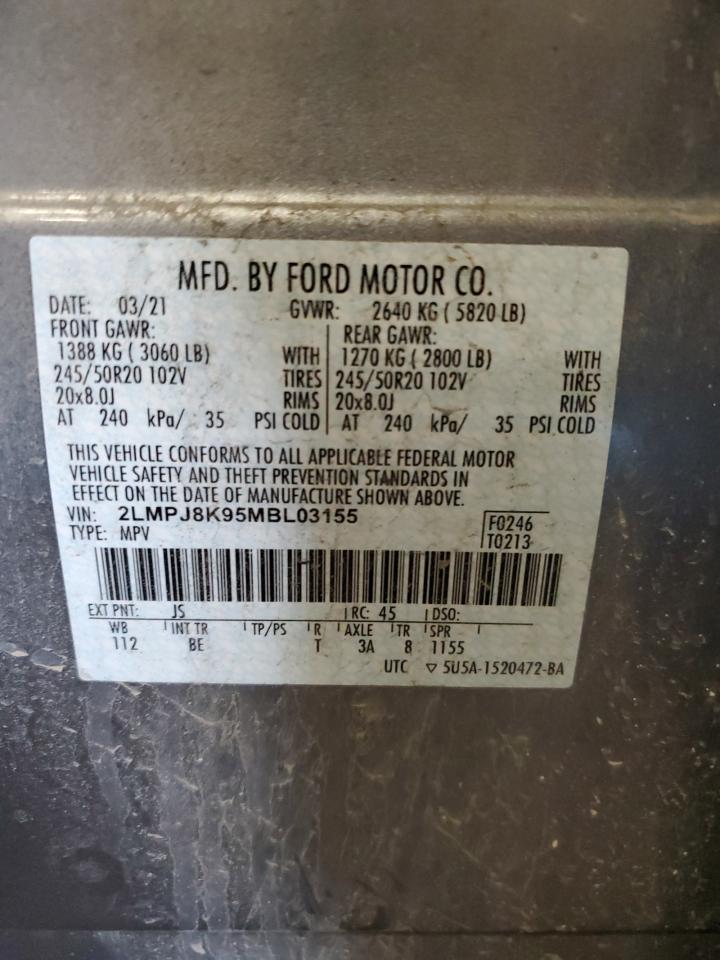 MFD. BY FORD MOTOR CO.
DATE: 03/21 GVWR: 2640 KG ( 5820 LB)
FRONT GAWR: REAR GAWR:
1388 KG ( 3060 LB) WITH 1270 KG ( 2800 LB) WITH
245/50R20 102V TIRES 245/50R20 102V TIRES
20x8.0J RIMS 20x8.0J RIMS
AT 240 kPa/ 35 PSI COLD AT 240 kPa/ 35 PSI COLD
THIS VEHICLE CONFORMS TO ALL APPLICABLE FEDERAL MOTOR
VEHICLE SAFETY AND THEFT PREVENTION STANDARDS IN
EFFECT ON THE DATE OF MANUFACTURE SHOWN ABOVE.
VIN: 2LMPJ8K95MBL03155 F0246
TYPE: MPV T0213
EXT PNT: JS RC: 45 DSO:
WB INT TR TP/PS R AXLE TR SPR
112 BE T 3A 8 1155
UTC ▽ 5U5A-1520472-BA